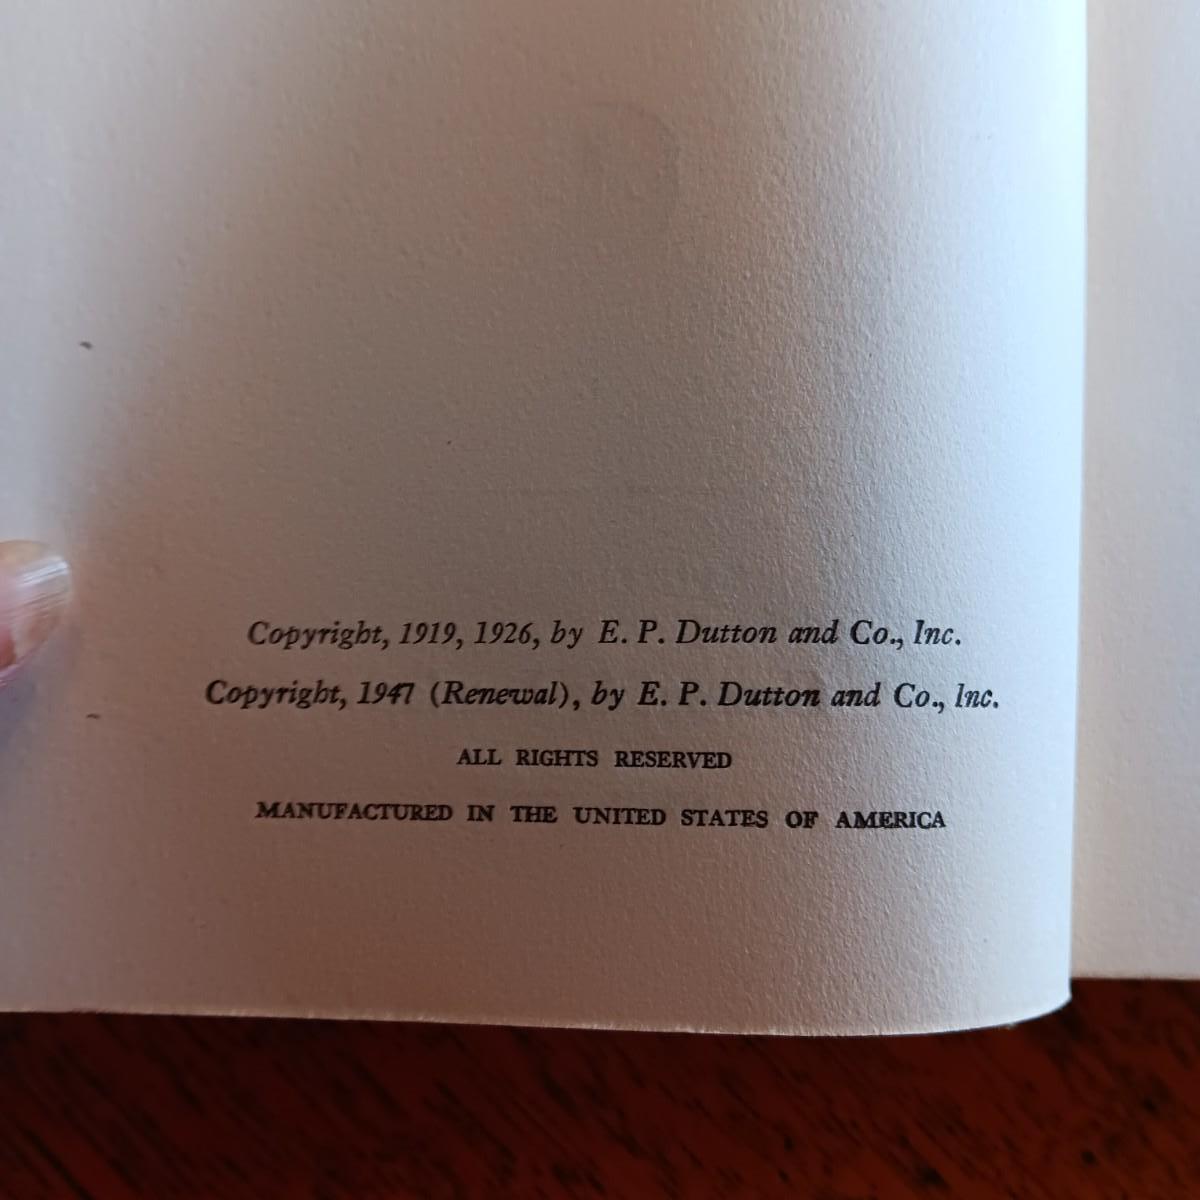 Copyright, 1919, 1926, by E. P. Dutton and Co., Inc.
Copyright, 1947 (Renewal), by E. P. Dutton and Co., Inc.
ALL RIGHTS RESERVED
MANUFACTURED IN THE UNITED STATES OF AMERICA